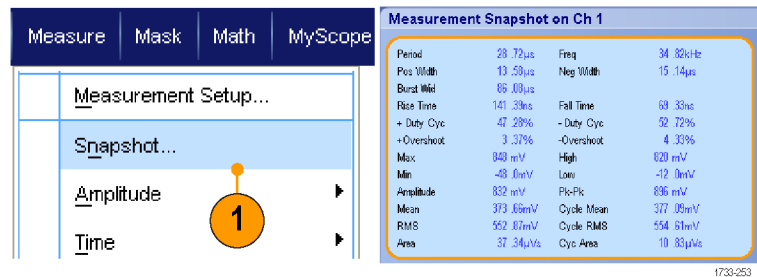 Measure Mask Math MyScope
Measurement Setup...
Snapshot...
Amplitude
1
Time
Measurement Snapshot on Ch 1
Period 28 .72µs Freq 34 .82kHz
Pos Width 13 .58µs Neg Width 15 .14µs
Burst Wid 86 .08µs
Rise Time 141 .39ns Fall Time 69 .33ns
+ Duty Cyc 47 .28% - Duty Cyc 52 .72%
+Overshoot 3 .37% -Overshoot 4 .33%
Max 848 mV High 820 mV
Min -48 .0mV Low -12 .0mV
Amplitude 832 mV Pk-Pk 896 mV
Mean 373 .66mV Cycle Mean 377 .09mV
RMS 552 .87mV Cycle RMS 554 .61mV
Area 37 .34µVs Cyc Area 10 .83µVs
1733-253